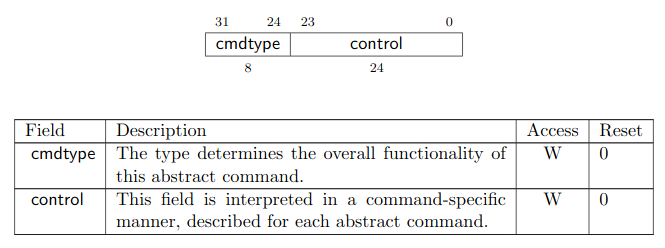 31 24 23 0
cmdtype control
8 24
Field Description Access Reset
cmdtype The type determines the overall functionality of W 0
this abstract command.
control This field is interpreted in a command-specific W 0
manner, described for each abstract command.